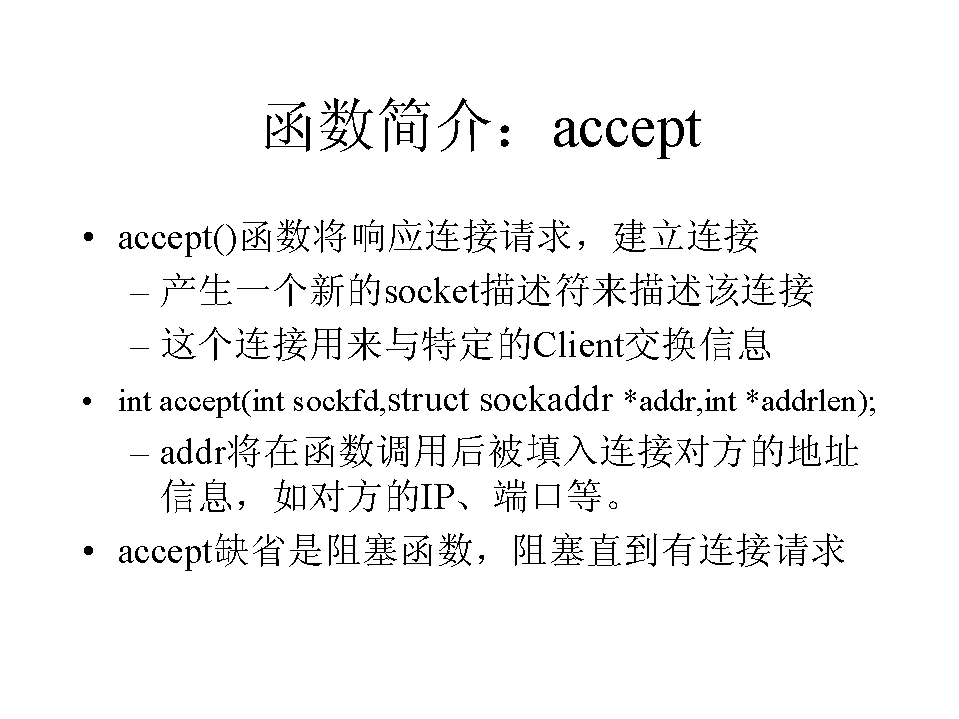 函数简介：accept
• accept()函数将响应连接请求，建立连接
– 产生一个新的socket描述符来描述该连接
– 这个连接用来与特定的Client交换信息
• int accept(int sockfd,struct sockaddr *addr,int *addrlen);
– addr将在函数调用后被填入连接对方的地址
信息，如对方的IP、端口等。
• accept缺省是阻塞函数，阻塞直到有连接请求